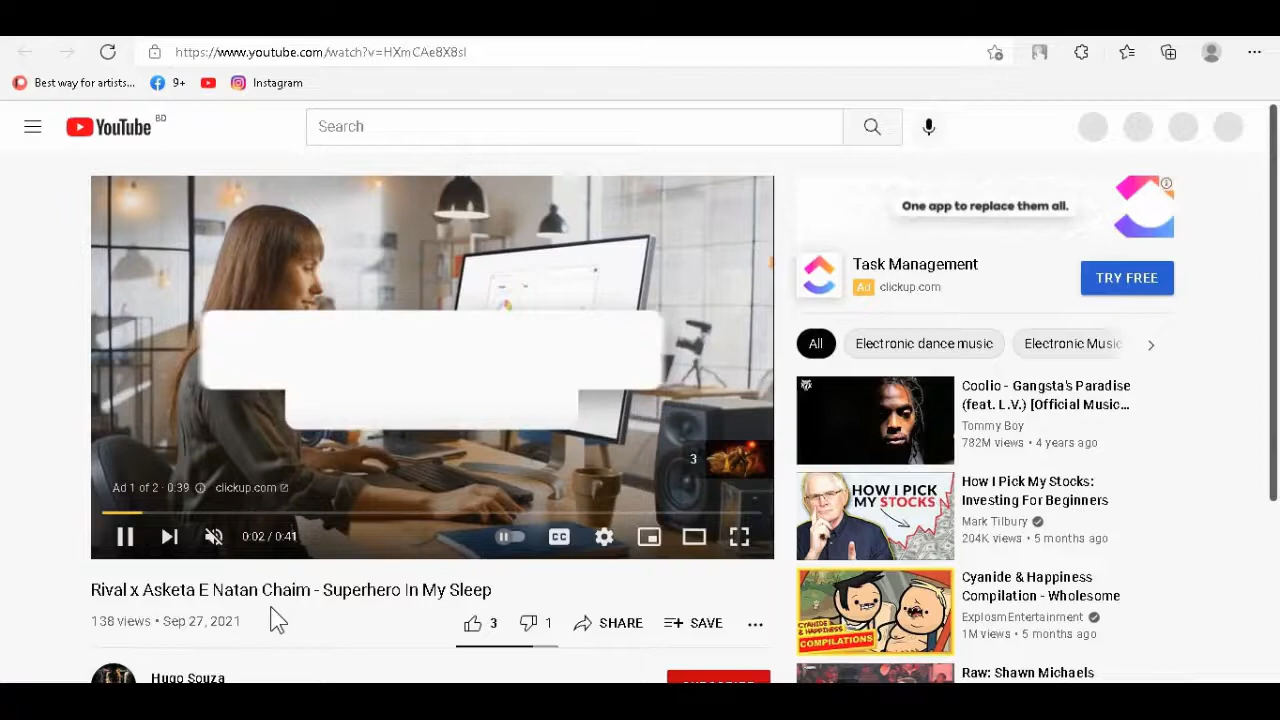 https://www.youtube.com/watch?v=HXmCAe8X8sI
Best way for artists...
9+
Instagram
YouTube BD
Search
One app to replace them all.
Task Management
Ad clickup.com
TRY FREE
All
Electronic dance music
Electronic Music
3
Ad 1 of 2 · 0:39
clickup.com
CC
0:02 / 0:41
Rival x Asketa E Natan Chaim - Superhero In My Sleep
138 views • Sep 27, 2021
3
1
SHARE
SAVE
Hugo Souza
Coolio - Gangsta's Paradise
(feat. L.V.) [Official Music...
Tommy Boy
782M views • 4 years ago
HOW I PICK
MY STOCKS
How I Pick My Stocks:
Investing For Beginners
Mark Tilbury
204K views • 5 months ago
CYANIDE & HAPPINESS
COMPILATIONS
Cyanide & Happiness
Compilation - Wholesome
ExplosmEntertainment
1M views • 5 months ago
Raw: Shawn Michaels